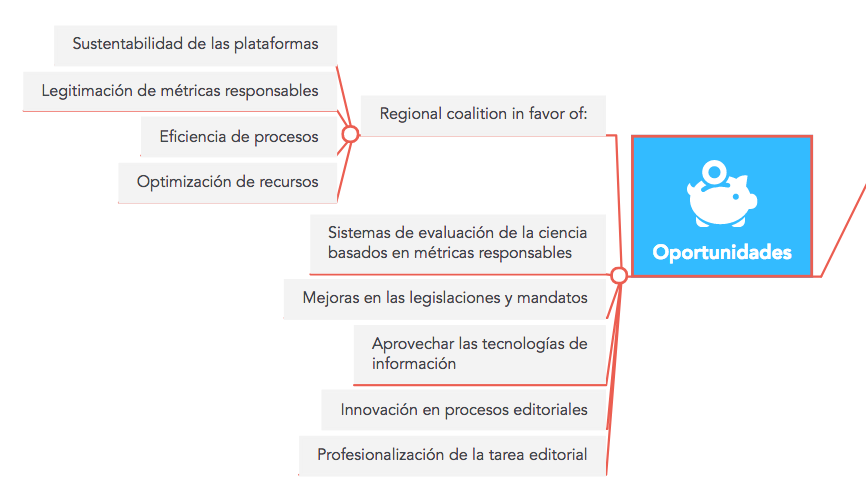 Sustentabilidad de las plataformas
Legitimación de métricas responsables
Eficiencia de procesos
Optimización de recursos
Regional coalition in favor of:
Sistemas de evaluación de la ciencia
basados en métricas responsables
Mejoras en las legislaciones y mandatos
Aprovechar las tecnologías de
información
Innovación en procesos editoriales
Profesionalización de la tarea editorial
Oportunidades